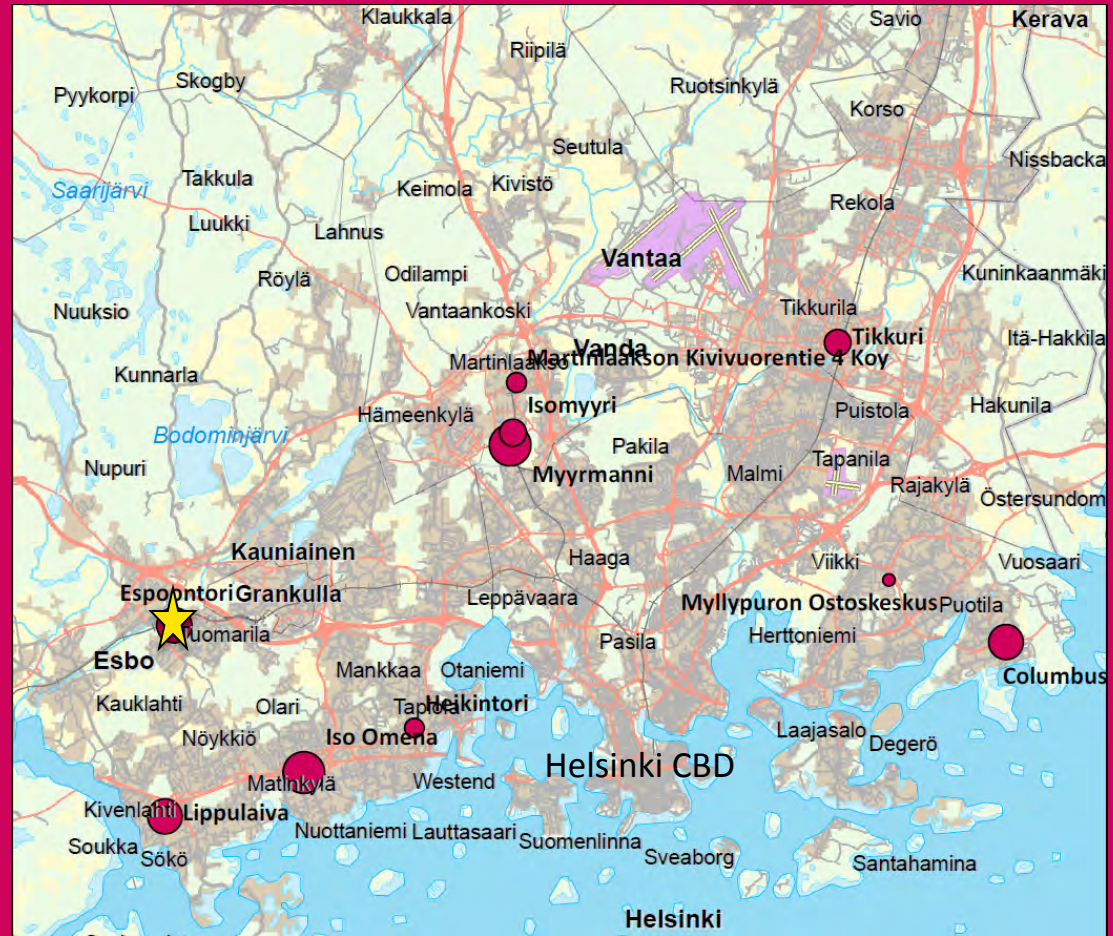 Klaukkala
Savio
Kerava
Riipilä
Skogby
Ruotsinkylä
Pyykorpi
Korso
Seutula
Nissbacka
Takkula
Saarijärvi
Keimola
Kivistö
Rekola
Luukki
Lahnus
Vantaa
Odilampi
Röylä
Kuninkaanmäki
Nuuksio
Vantaankoski
Tikkurila
Tikkuri
Itä-Hakkila
Vanda
Martinlaakso
Martinlaakson Kivivuorentie 4 Koy
Kunnarla
Isomyyri
Hakunila
Hämeenkylä
Puistola
Bodominjärvi
Pakila
Nupuri
Myyrmanni
Malmi
Tapanila
Rajakylä
Östersundom
Kauniainen
Haaga
Viikki
Vuosaari
Espoontori
Grankulla
Leppävaara
Myllypuron Ostoskeskus
Puotila
Tuomarila
Pasila
Herttoniemi
Esbo
Mankkaa
Otaniemi
Columbus
Kauklahti
Olari
Tapiola
Heikintori
Nöykkiö
Iso Omena
Laajasalo
Degerö
Helsinki CBD
Matinkylä
Westend
Kivenlahti
Lippulaiva
Nuottaniemi
Lauttasaari
Suomenlinna
Soukka
Sökö
Sveaborg
Santahamina
Helsinki